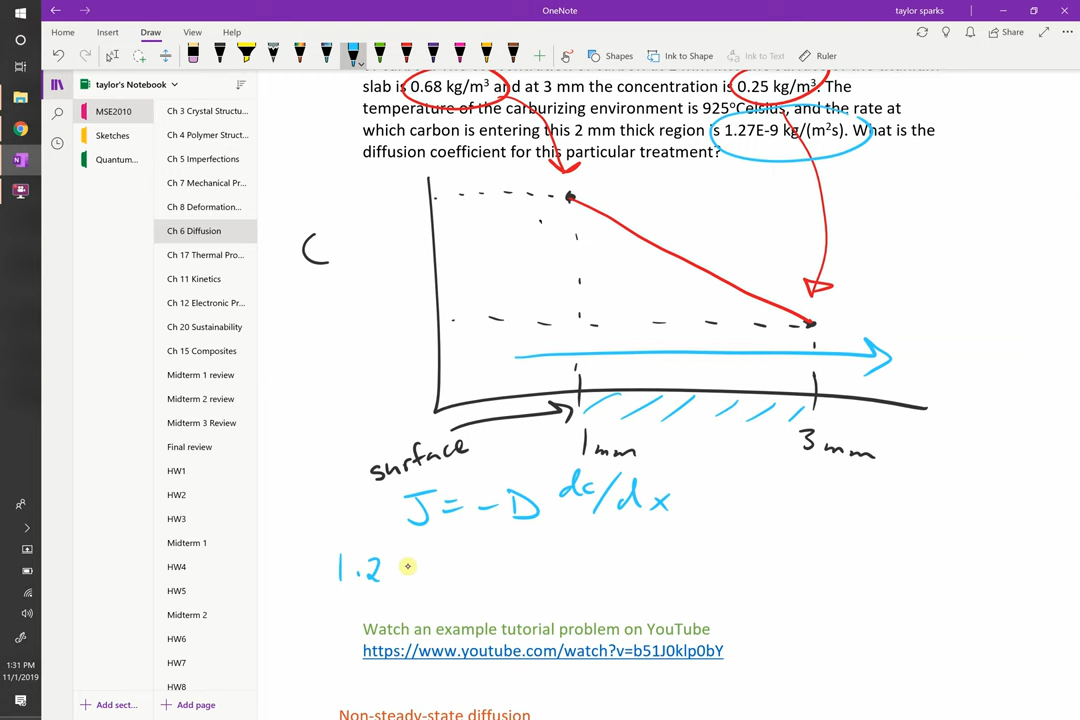 OneNote
taylor sparks
Home Insert Draw View Help
Share
Shapes Ink to Shape Ink to Text Ruler
taylor's Notebook
MSE2010
Sketches
Quantum...
Ch 3 Crystal Structu...
Ch 4 Polymer Struct...
Ch 5 Imperfections
Ch 7 Mechanical Pr...
Ch 8 Deformation...
Ch 6 Diffusion
Ch 17 Thermal Pro...
Ch 11 Kinetics
Ch 12 Electronic Pr...
Ch 20 Sustainability
Ch 15 Composites
Midterm 1 review
Midterm 2 review
Midterm 3 Review
Final review
HW1
HW2
HW3
Midterm 1
HW4
HW5
Midterm 2
HW6
HW7
HW8
Add sect...
Add page
slab is 0.68 kg/m³ and at 3 mm the concentration is 0.25 kg/m³. The
temperature of the carburizing environment is 925°Celsius, and the rate at
which carbon is entering this 2 mm thick region is 1.27E-9 kg/(m²s). What is the
diffusion coefficient for this particular treatment?
C
surface
1mm
3mm
J = -D dc/dx
1.2
Watch an example tutorial problem on YouTube
https://www.youtube.com/watch?v=b51J0klp0bY
Non-steady-state diffusion
1:31 PM
11/1/2019